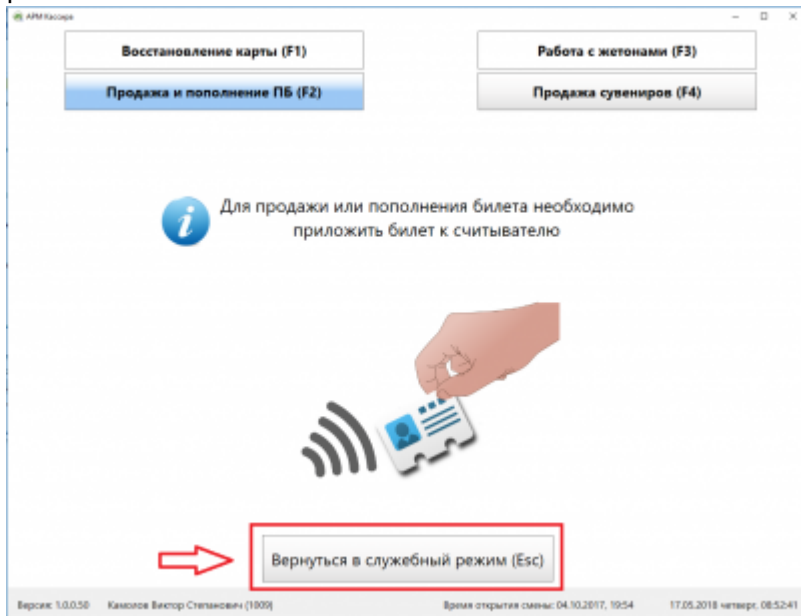 АРМ Кассира
Восстановление карты (F1)
Работа с жетонами (F3)
Продажа и пополнение ПБ (F2)
Продажа сувениров (F4)
Для продажи или пополнения билета необходимо
приложить билет к считывателю
Вернуться в служебный режим (Esc)
Версия: 1.0.0.50 Камолов Виктор Степанович (1009) Время открытия смены: 04.10.2017, 19:54 17.05.2018 четверг, 08:52:41